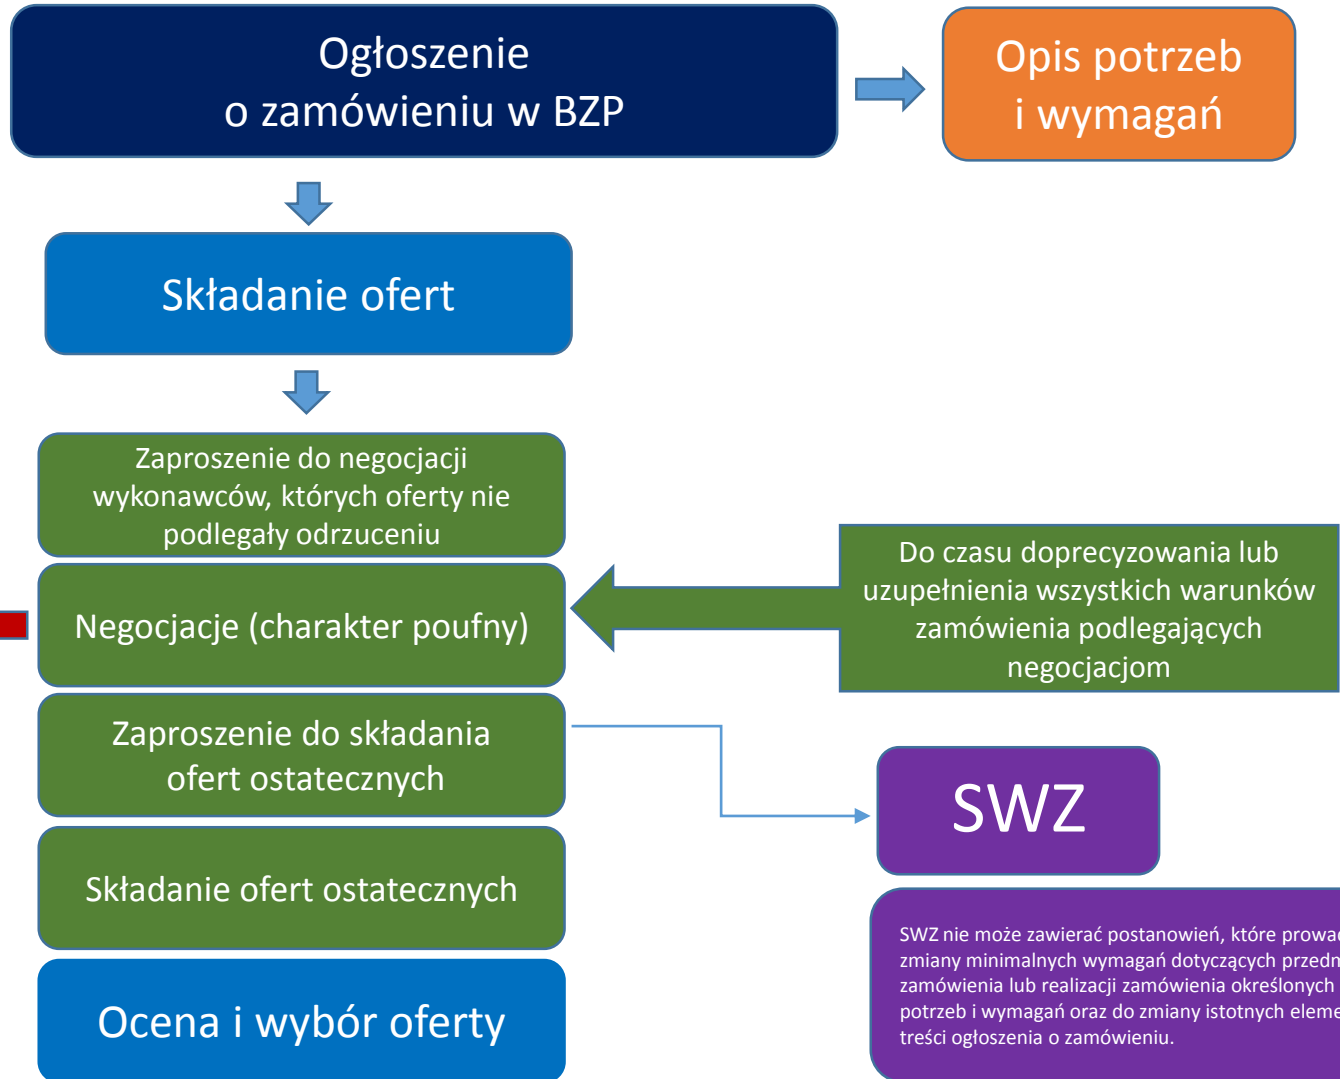 Ogłoszenie
o zamówieniu w BZP
Opis potrzeb
i wymagań
Składanie ofert
Zaproszenie do negocjacji
wykonawców, których oferty nie
podlegały odrzuceniu
Do czasu doprecyzowania lub
uzupełnienia wszystkich warunków
zamówienia podlegających
negocjacjom
Negocjacje (charakter poufny)
Zaproszenie do składania
ofert ostatecznych
SWZ
Składanie ofert ostatecznych
SWZ nie może zawierać postanowień, które
zmiany minimalnych wymagań dotyczących
zamówienia lub realizacji zamówienia określonych
potrzeb i wymagań oraz do zmiany istotnych
treści ogłoszenia o zamówieniu.
Ocena i wybór oferty